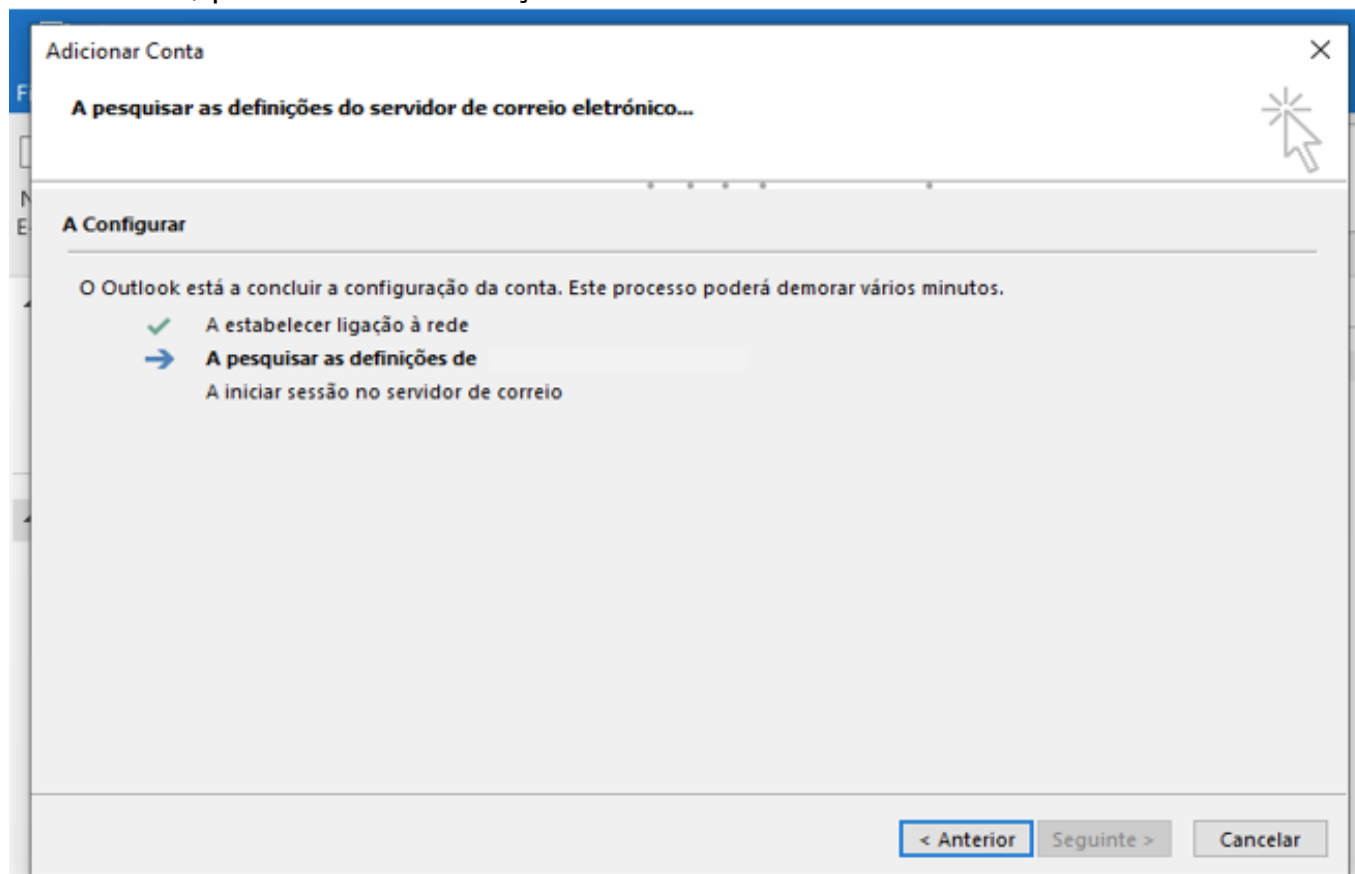 Adicionar Conta
A pesquisar as definições do servidor de correio eletrónico...
A Configurar
O Outlook está a concluir a configuração da conta. Este processo poderá demorar vários minutos.
A estabelecer ligação à rede
A pesquisar as definições de
A iniciar sessão no servidor de correio
< Anterior
Seguinte >
Cancelar